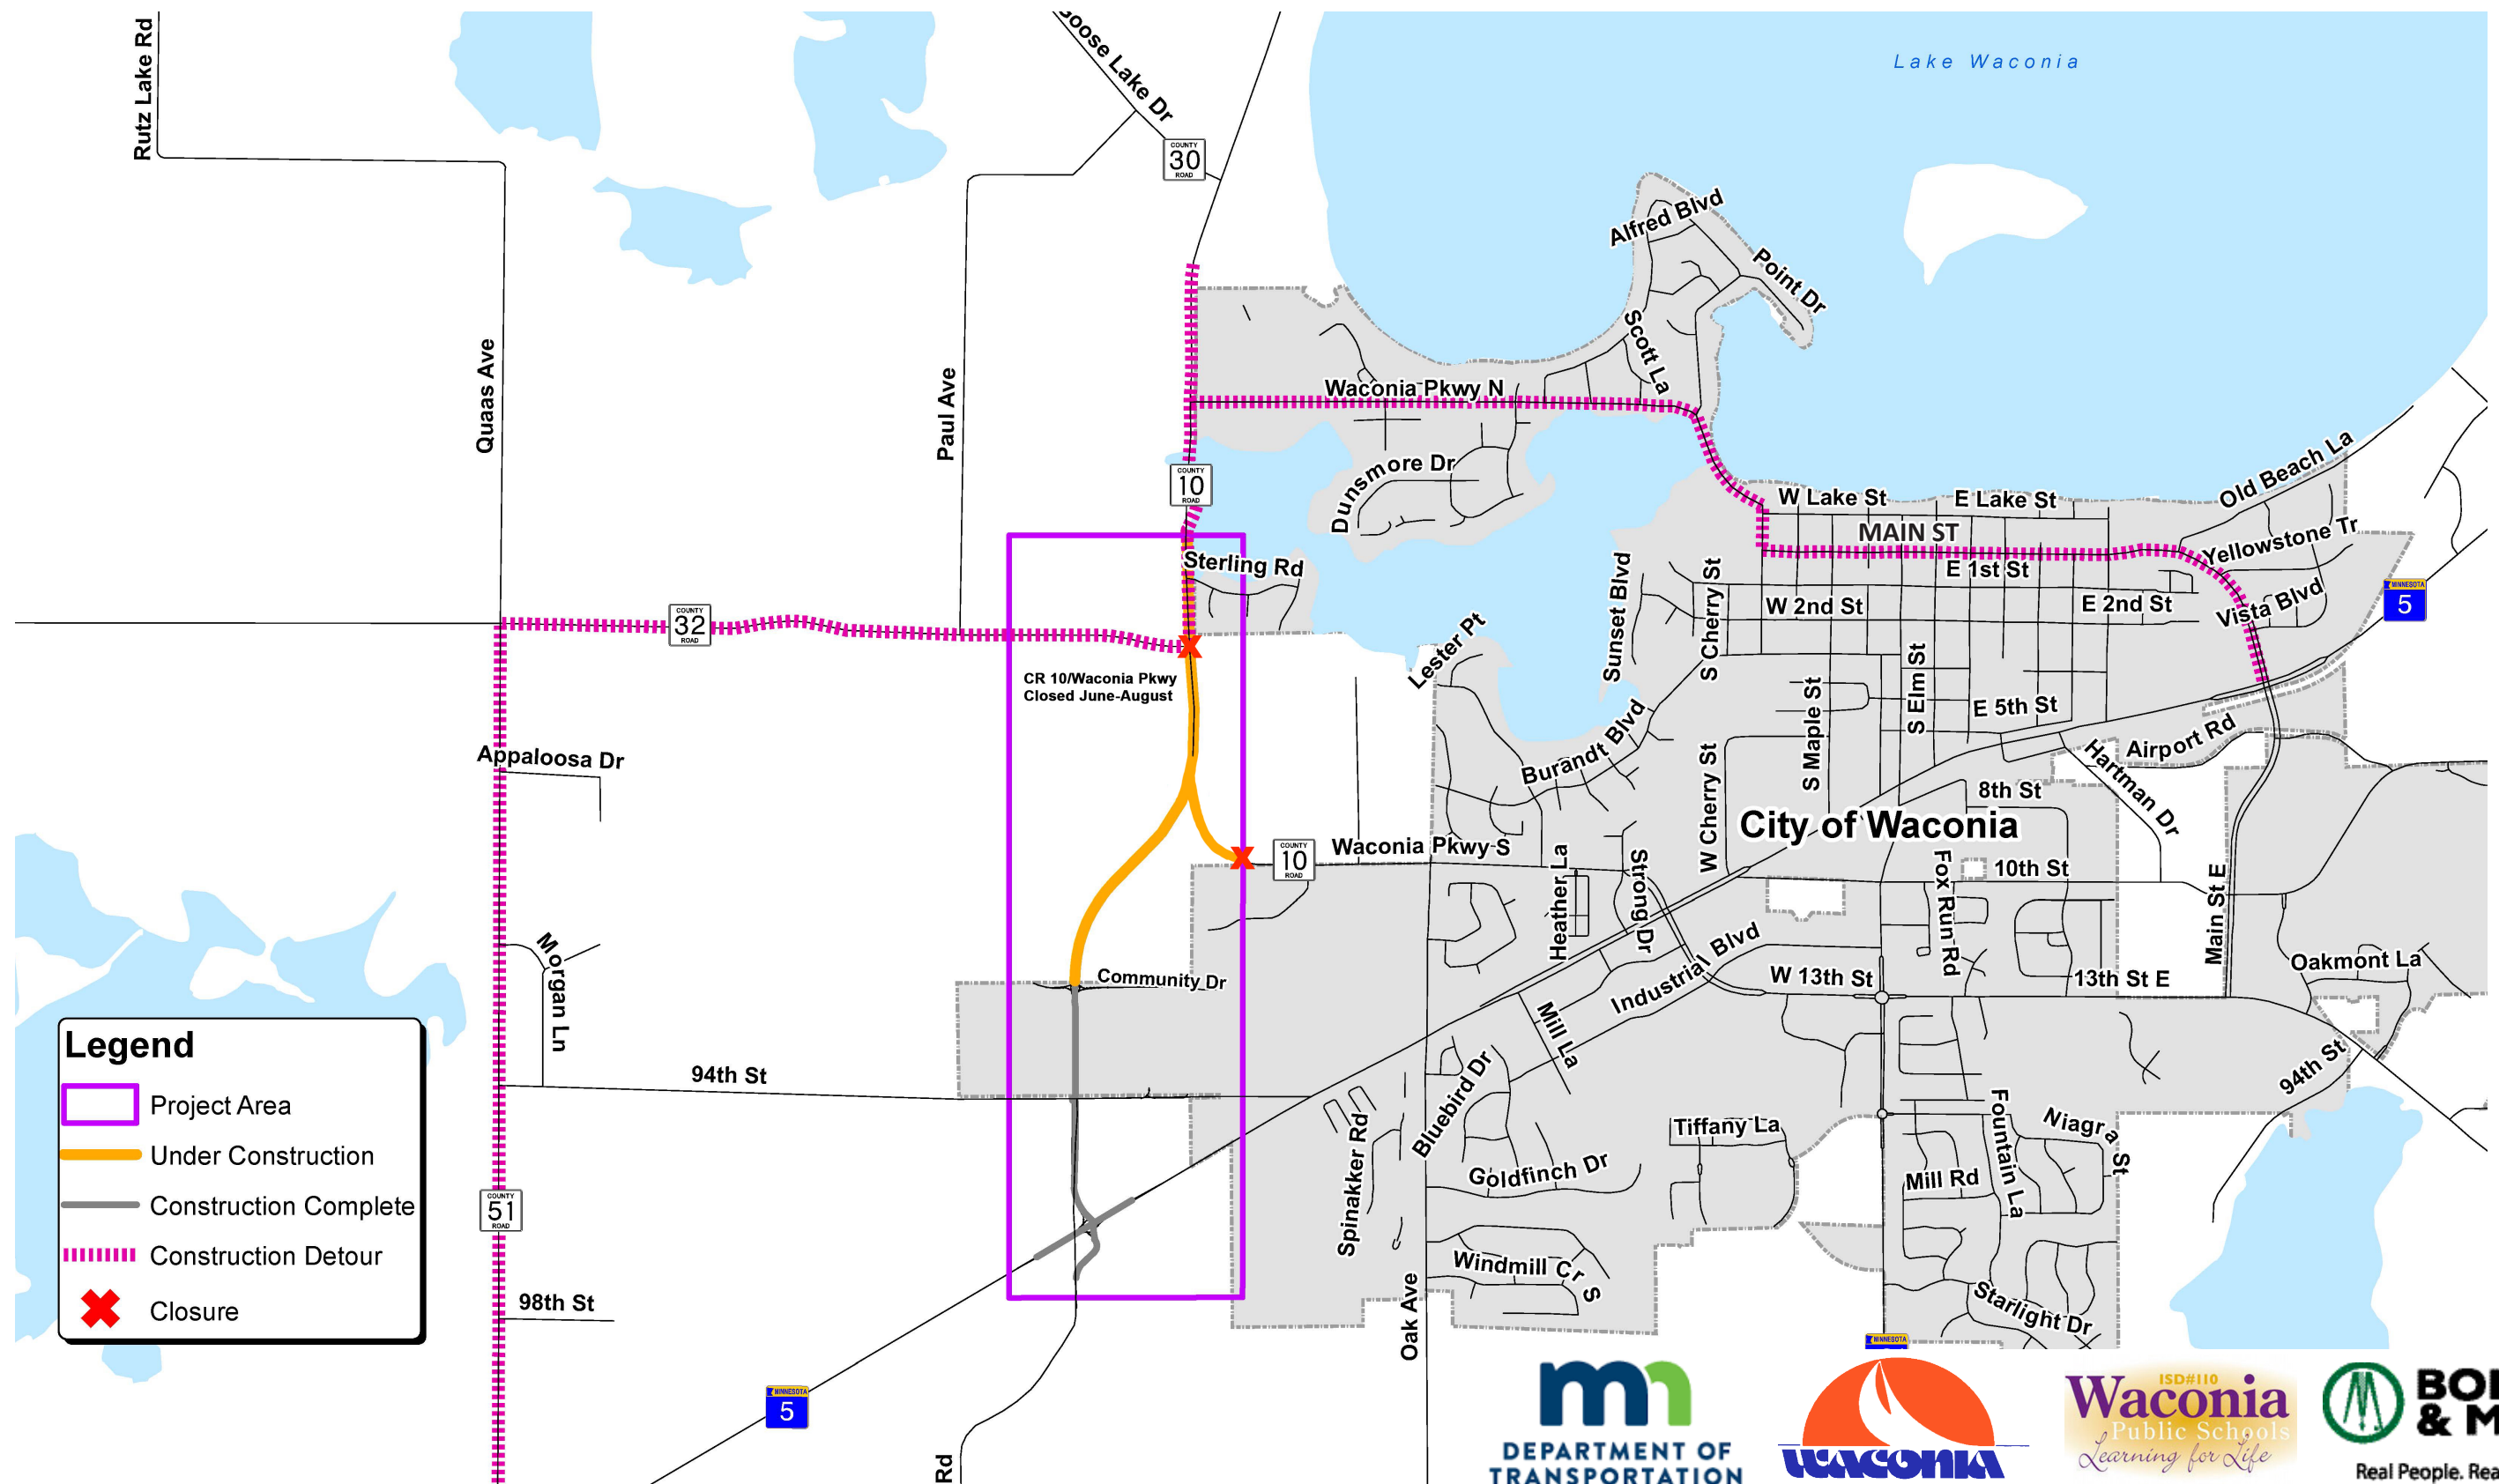 Rutz Lake Rd
Goose Lake Dr
Lake Waconia
COUNTY
30
ROAD
Alfred Blvd
Point Dr
Scott La
Quaas Ave
Paul Ave
Waconia Pkwy N
Dunsmore Dr
COUNTY
10
ROAD
W Lake St
E Lake St
Old Beach La
MAIN ST
Yellowstone Tr
E 1st St
Sterling Rd
Sunset Blvd
S Cherry St
W 2nd St
E 2nd St
Vista Blvd
MINNESOTA
5
COUNTY
32
ROAD
Lester Pt
CR 10/Waconia Pkwy
Closed June-August
S Elm St
S Maple St
E 5th St
Airport Rd
Appaloosa Dr
Burandt Blvd
W Cherry St
Hartman Dr
8th St
City of Waconia
COUNTY
10
ROAD
Waconia Pkwy S
Heather La
Strong Dr
Fox Run Rd
10th St
Main St E
Morgan Ln
Community Dr
Industrial Blvd
W 13th St
13th St E
Oakmont La
Mill La
94th St
94th St
Bluebird Dr
Spinakker Rd
Tiffany La
Goldfinch Dr
Fountain La
Niagra St
Mill Rd
Legend
Project Area
Under Construction
Construction Complete
Construction Detour
Closure
COUNTY
51
ROAD
98th St
Oak Ave
Windmill Cr S
Starlight Dr
MINNESOTA
MINNESOTA
5
Rd
DEPARTMENT OF
TRANSPORTATION
WACONIA
ISD#110
Waconia
Public Schools
Learning for Life
BOL
& M
Real People. Rea